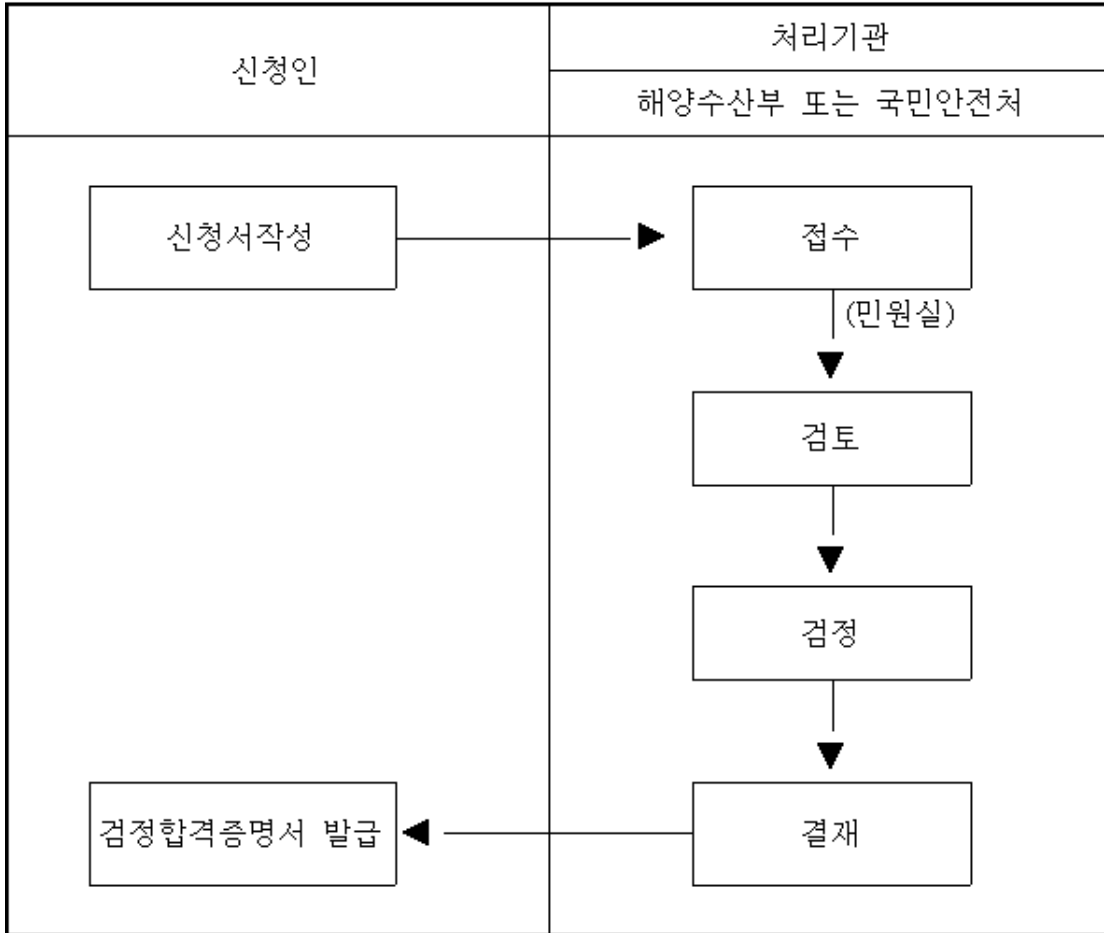 신청인
처리기관
해양수산부 또는 국민안전처
신청서작성
접수
(민원실)
검토
검정
검정합격증명서 발급
결재